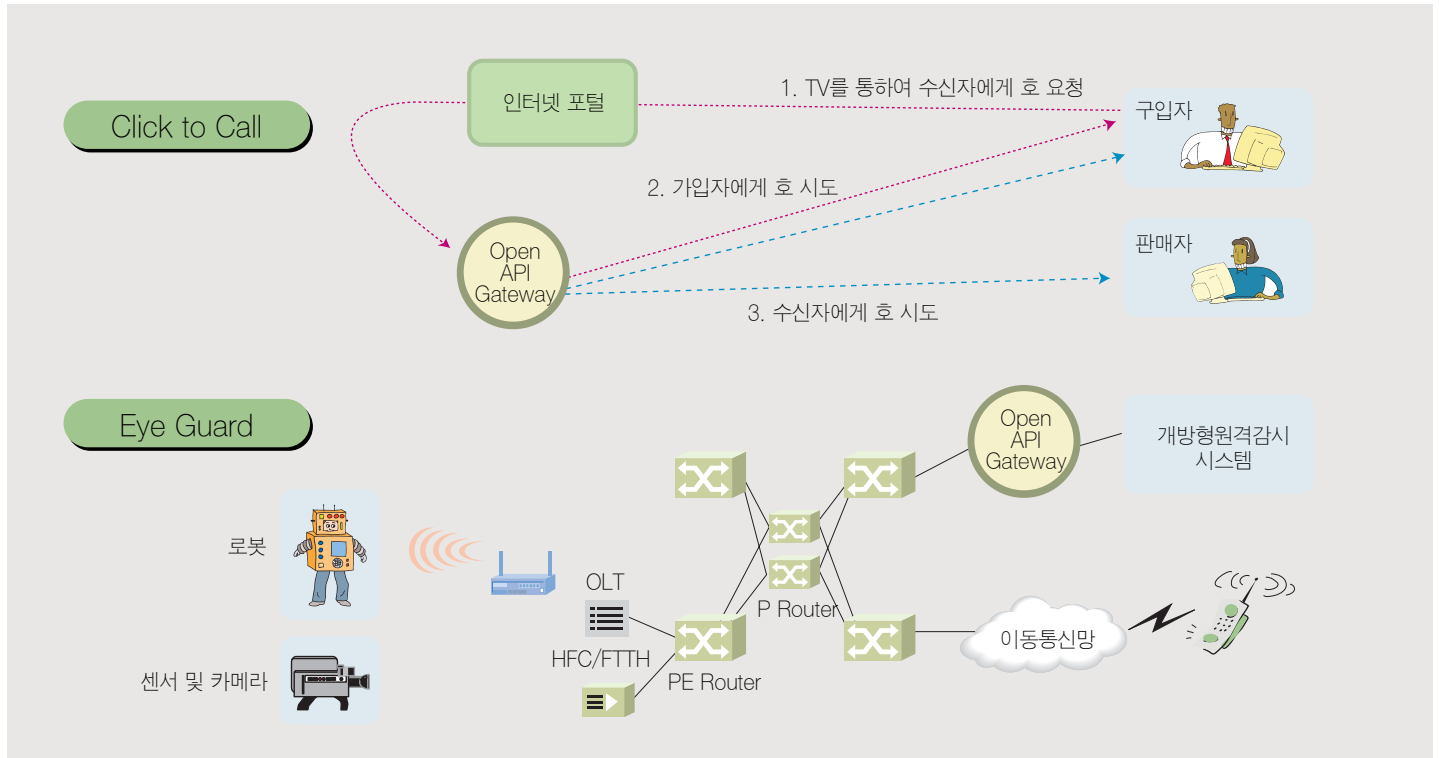 Click to Call
인터넷 포털
1. TV를 통하여 수신자에게 호 요청
구입자
2. 가입자에게 호 시도
Open
API
Gateway
판매자
3. 수신자에게 호 시도
Eye Guard
Open
API
Gateway
개방형원격감시
시스템
로봇
OLT
P Router
이동통신망
HFC/FTTH
PE Router
센서 및 카메라